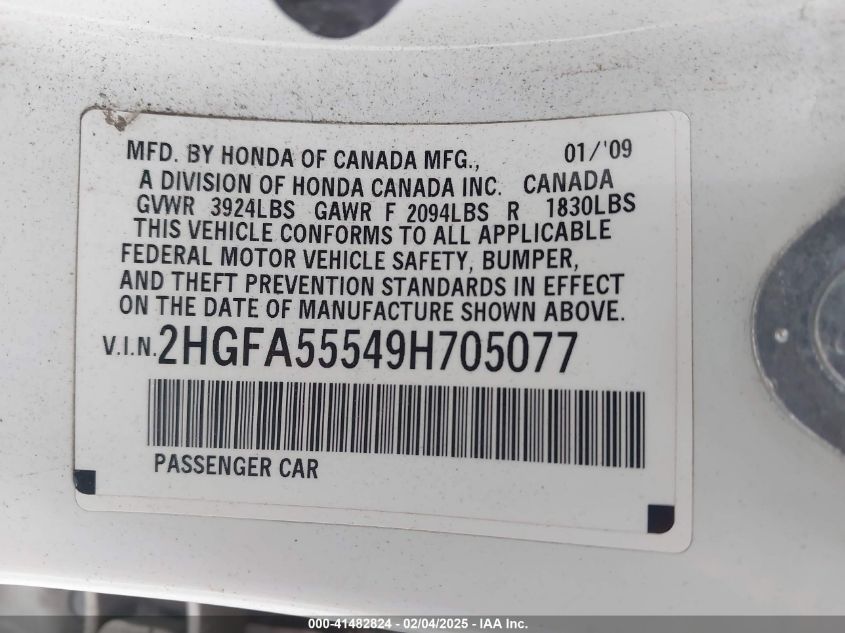 MFD. BY HONDA OF CANADA MFG., 01/'09
A DIVISION OF HONDA CANADA INC. CANADA
GVWR 3924LBS GAWR F 2094LBS R 1830LBS
THIS VEHICLE CONFORMS TO ALL APPLICABLE
FEDERAL MOTOR VEHICLE SAFETY, BUMPER,
AND THEFT PREVENTION STANDARDS IN EFFECT
ON THE DATE OF MANUFACTURE SHOWN ABOVE.
V.I.N. 2HGFA55549H705077
PASSENGER CAR
000-41482824 - 02/04/2025 - IAA Inc.